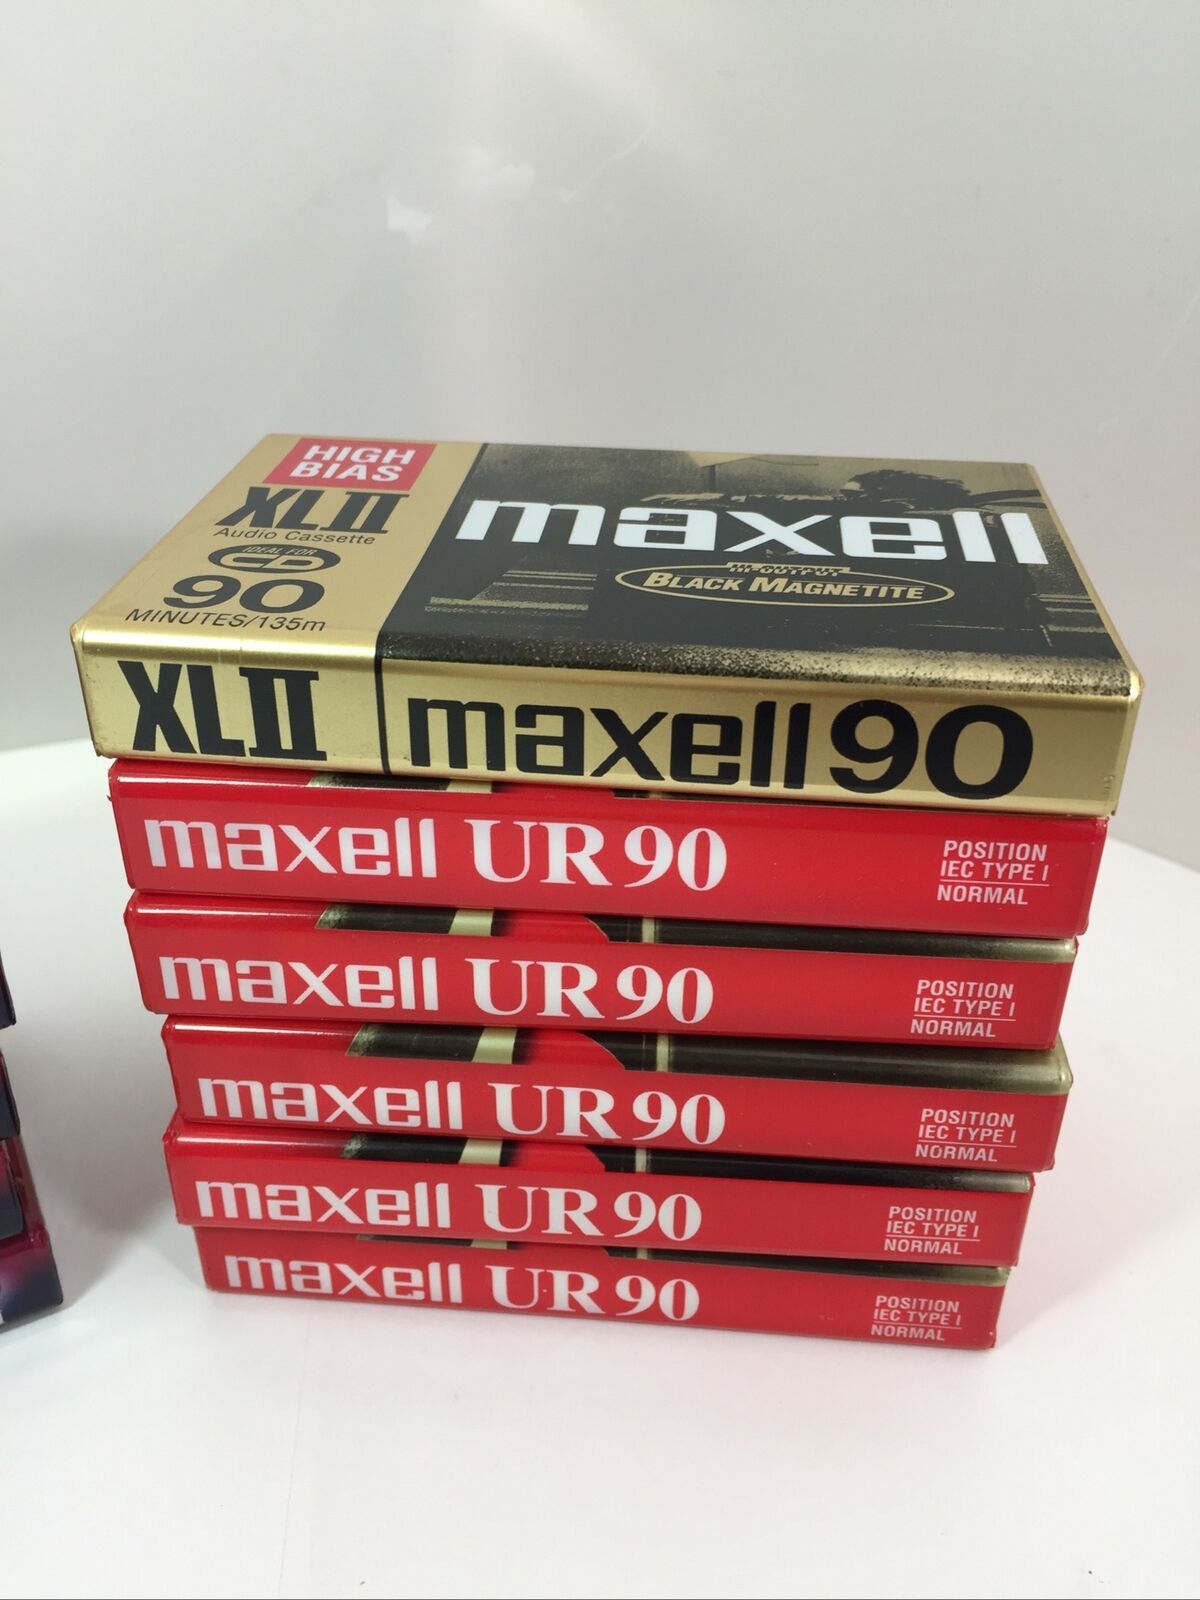 HIGH
BIAS
XLII
Audio Cassette
IDEAL FOR
CD
90
MINUTES/135m
maxell
HI-OUTPUT
BLACK MAGNETITE
XLII maxell 90
maxell UR 90
POSITION
IEC TYPE I
NORMAL
maxell UR 90
POSITION
IEC TYPE I
NORMAL
maxell UR 90
POSITION
IEC TYPE I
NORMAL
maxell UR 90
POSITION
IEC TYPE I
NORMAL
maxell UR 90
POSITION
IEC TYPE I
NORMAL